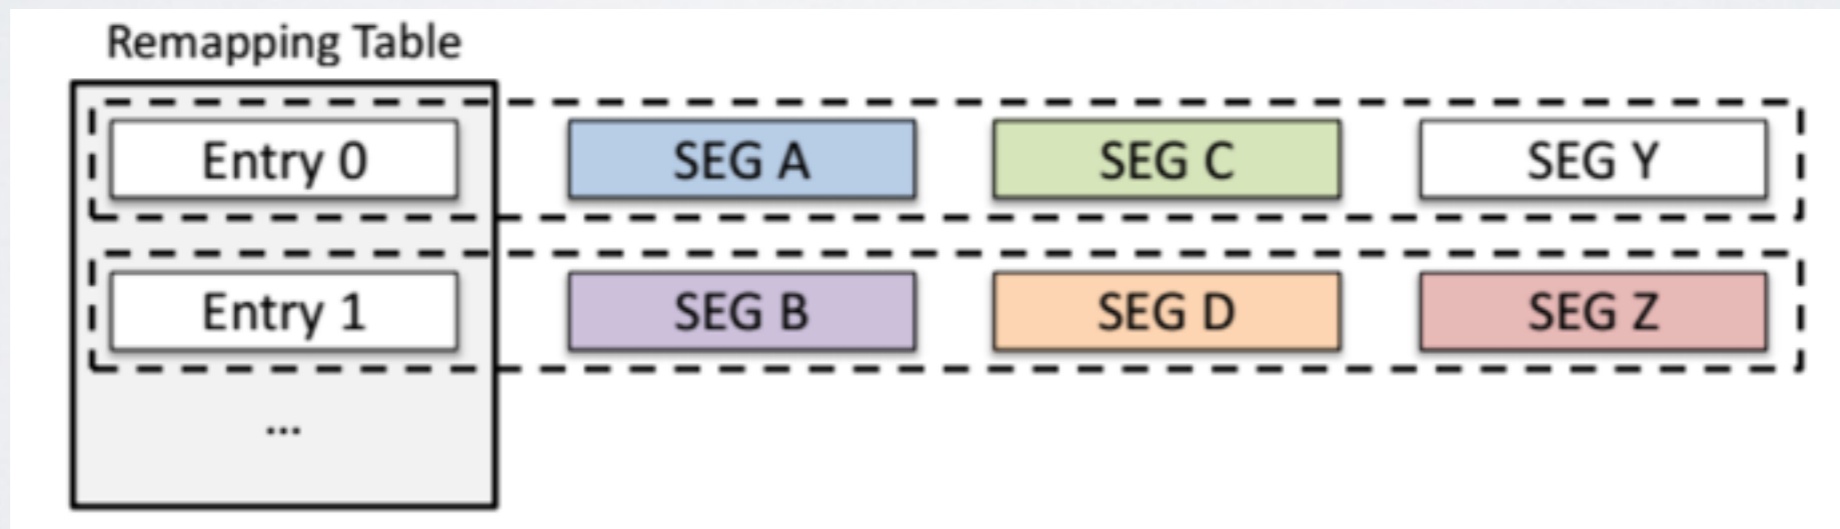 Remapping Table
Entry 0 SEG A SEG C SEG Y
Entry 1 SEG B SEG D SEG Z
...